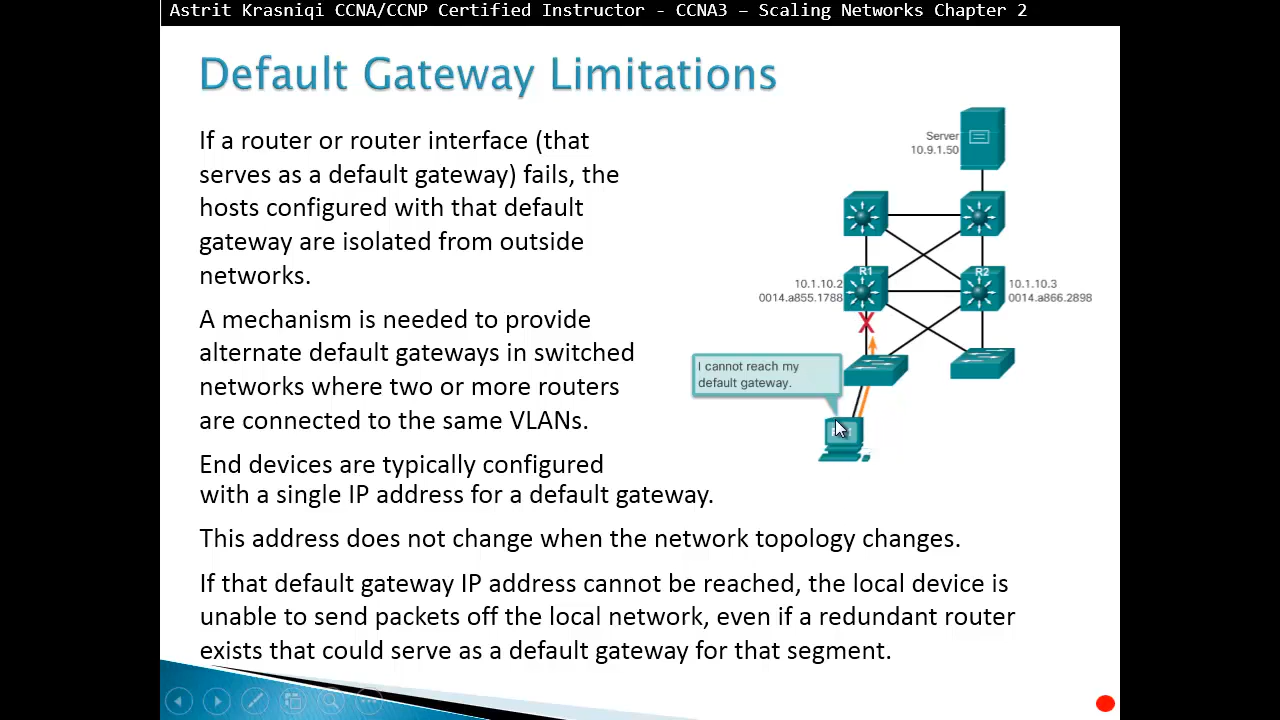 Astrit Krasniqi CCNA/CCNP Certified Instructor - CCNA3 – Scaling Networks Chapter 2
Default Gateway Limitations
If a router or router interface (that
serves as a default gateway) fails, the
hosts configured with that default
gateway are isolated from outside
networks.
A mechanism is needed to provide
alternate default gateways in switched
networks where two or more routers
are connected to the same VLANs.
End devices are typically configured
with a single IP address for a default gateway.
This address does not change when the network topology changes.
If that default gateway IP address cannot be reached, the local device is
unable to send packets off the local network, even if a redundant router
exists that could serve as a default gateway for that segment.
Server
10.9.1.50
R1
R2
10.1.10.2
0014.a855.1788
10.1.10.3
0014.a866.2898
X
I cannot reach my
default gateway.